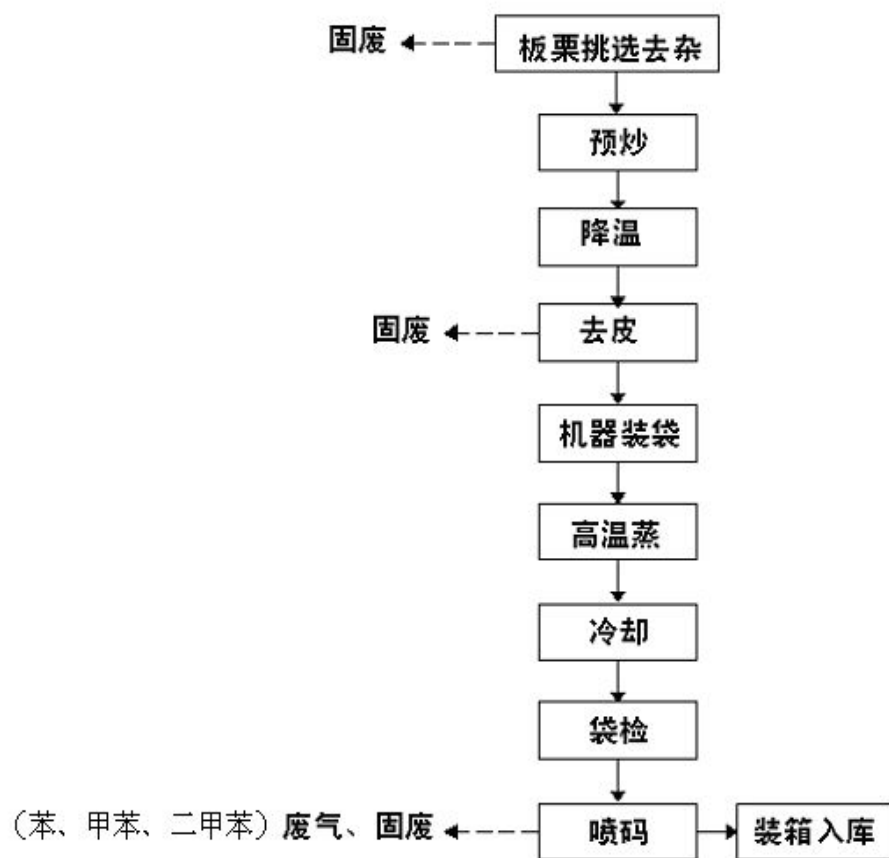 固废
板栗挑选去杂
预炒
降温
固废
去皮
机器装袋
高温蒸
冷却
袋检
（苯、甲苯、二甲苯）废气、固废
喷码
装箱入库